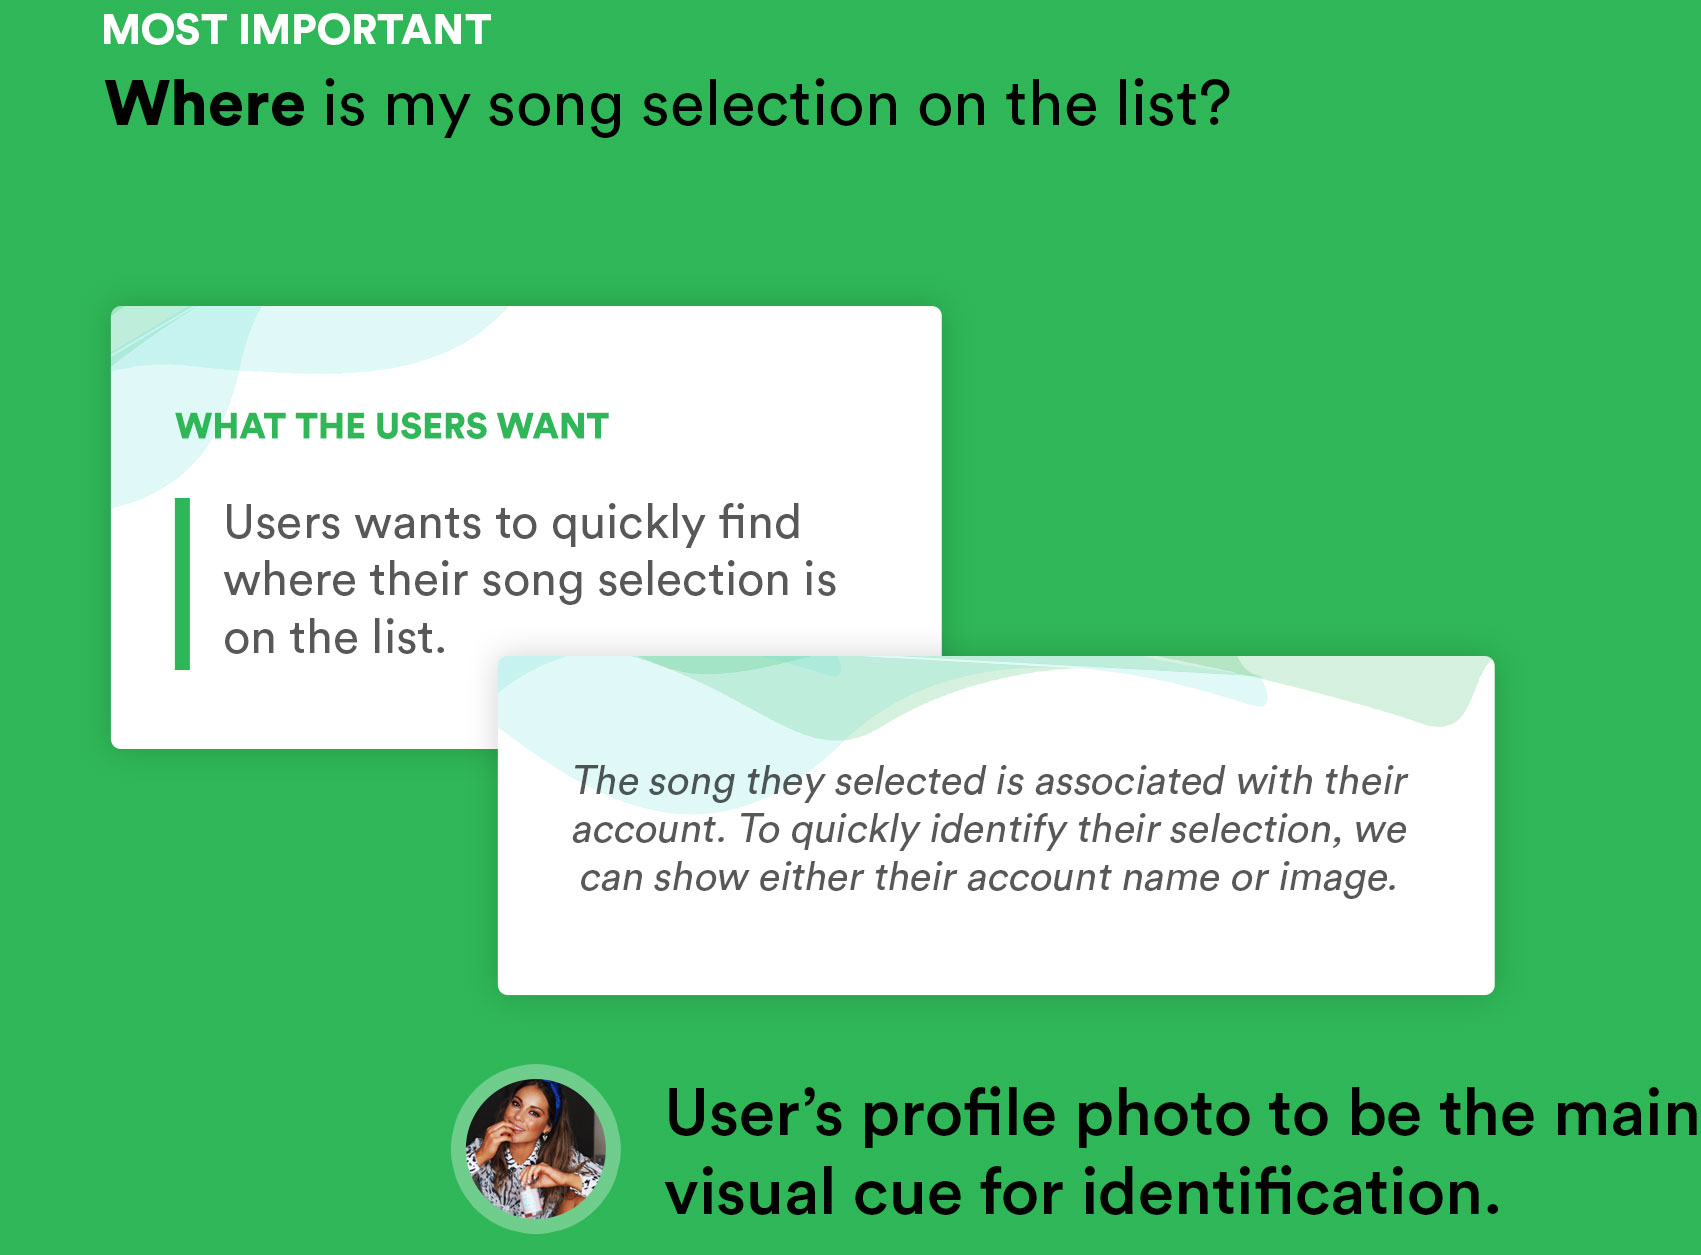 MOST IMPORTANT
Where is my song selection on the list?
WHAT THE USERS WANT
Users wants to quickly find
where their song selection is
on the list.
The song they selected is associated with their
account. To quickly identify their selection, we
can show either their account name or image.
User’s profile photo to be the main
visual cue for identification.